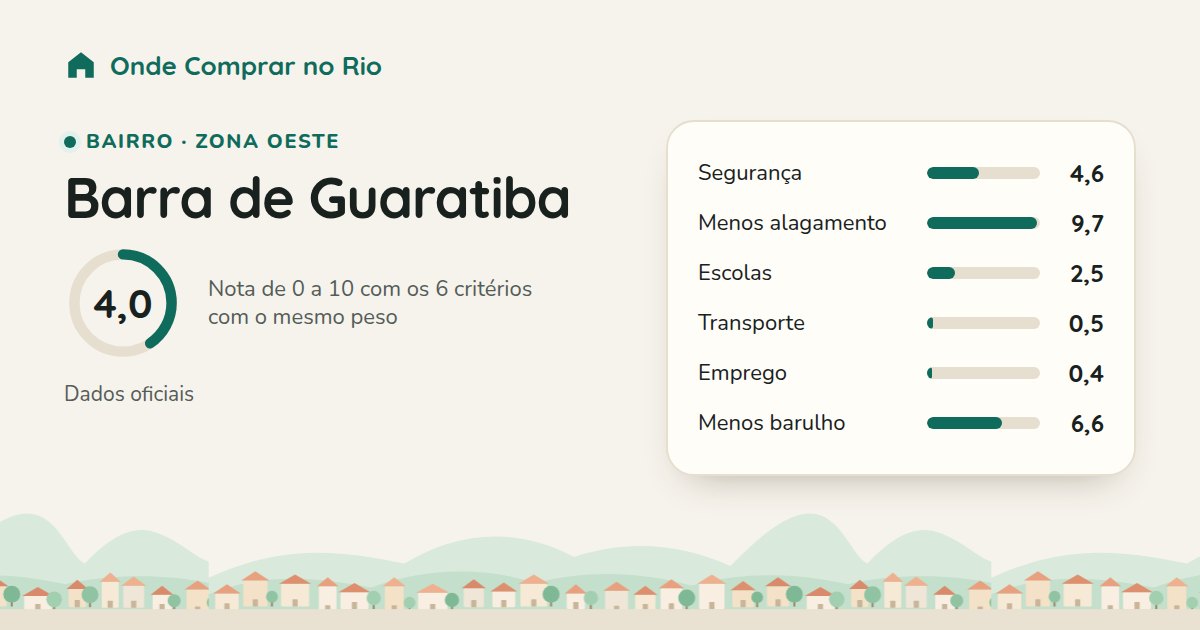 Onde Comprar no Rio
BAIRRO · ZONA OESTE
Barra de Guaratiba
4,0
Nota de 0 a 10 com os 6 critérios
com o mesmo peso
Dados oficiais
Segurança 4,6
Menos alagamento 9,7
Escolas 2,5
Transporte 0,5
Emprego 0,4
Menos barulho 6,6